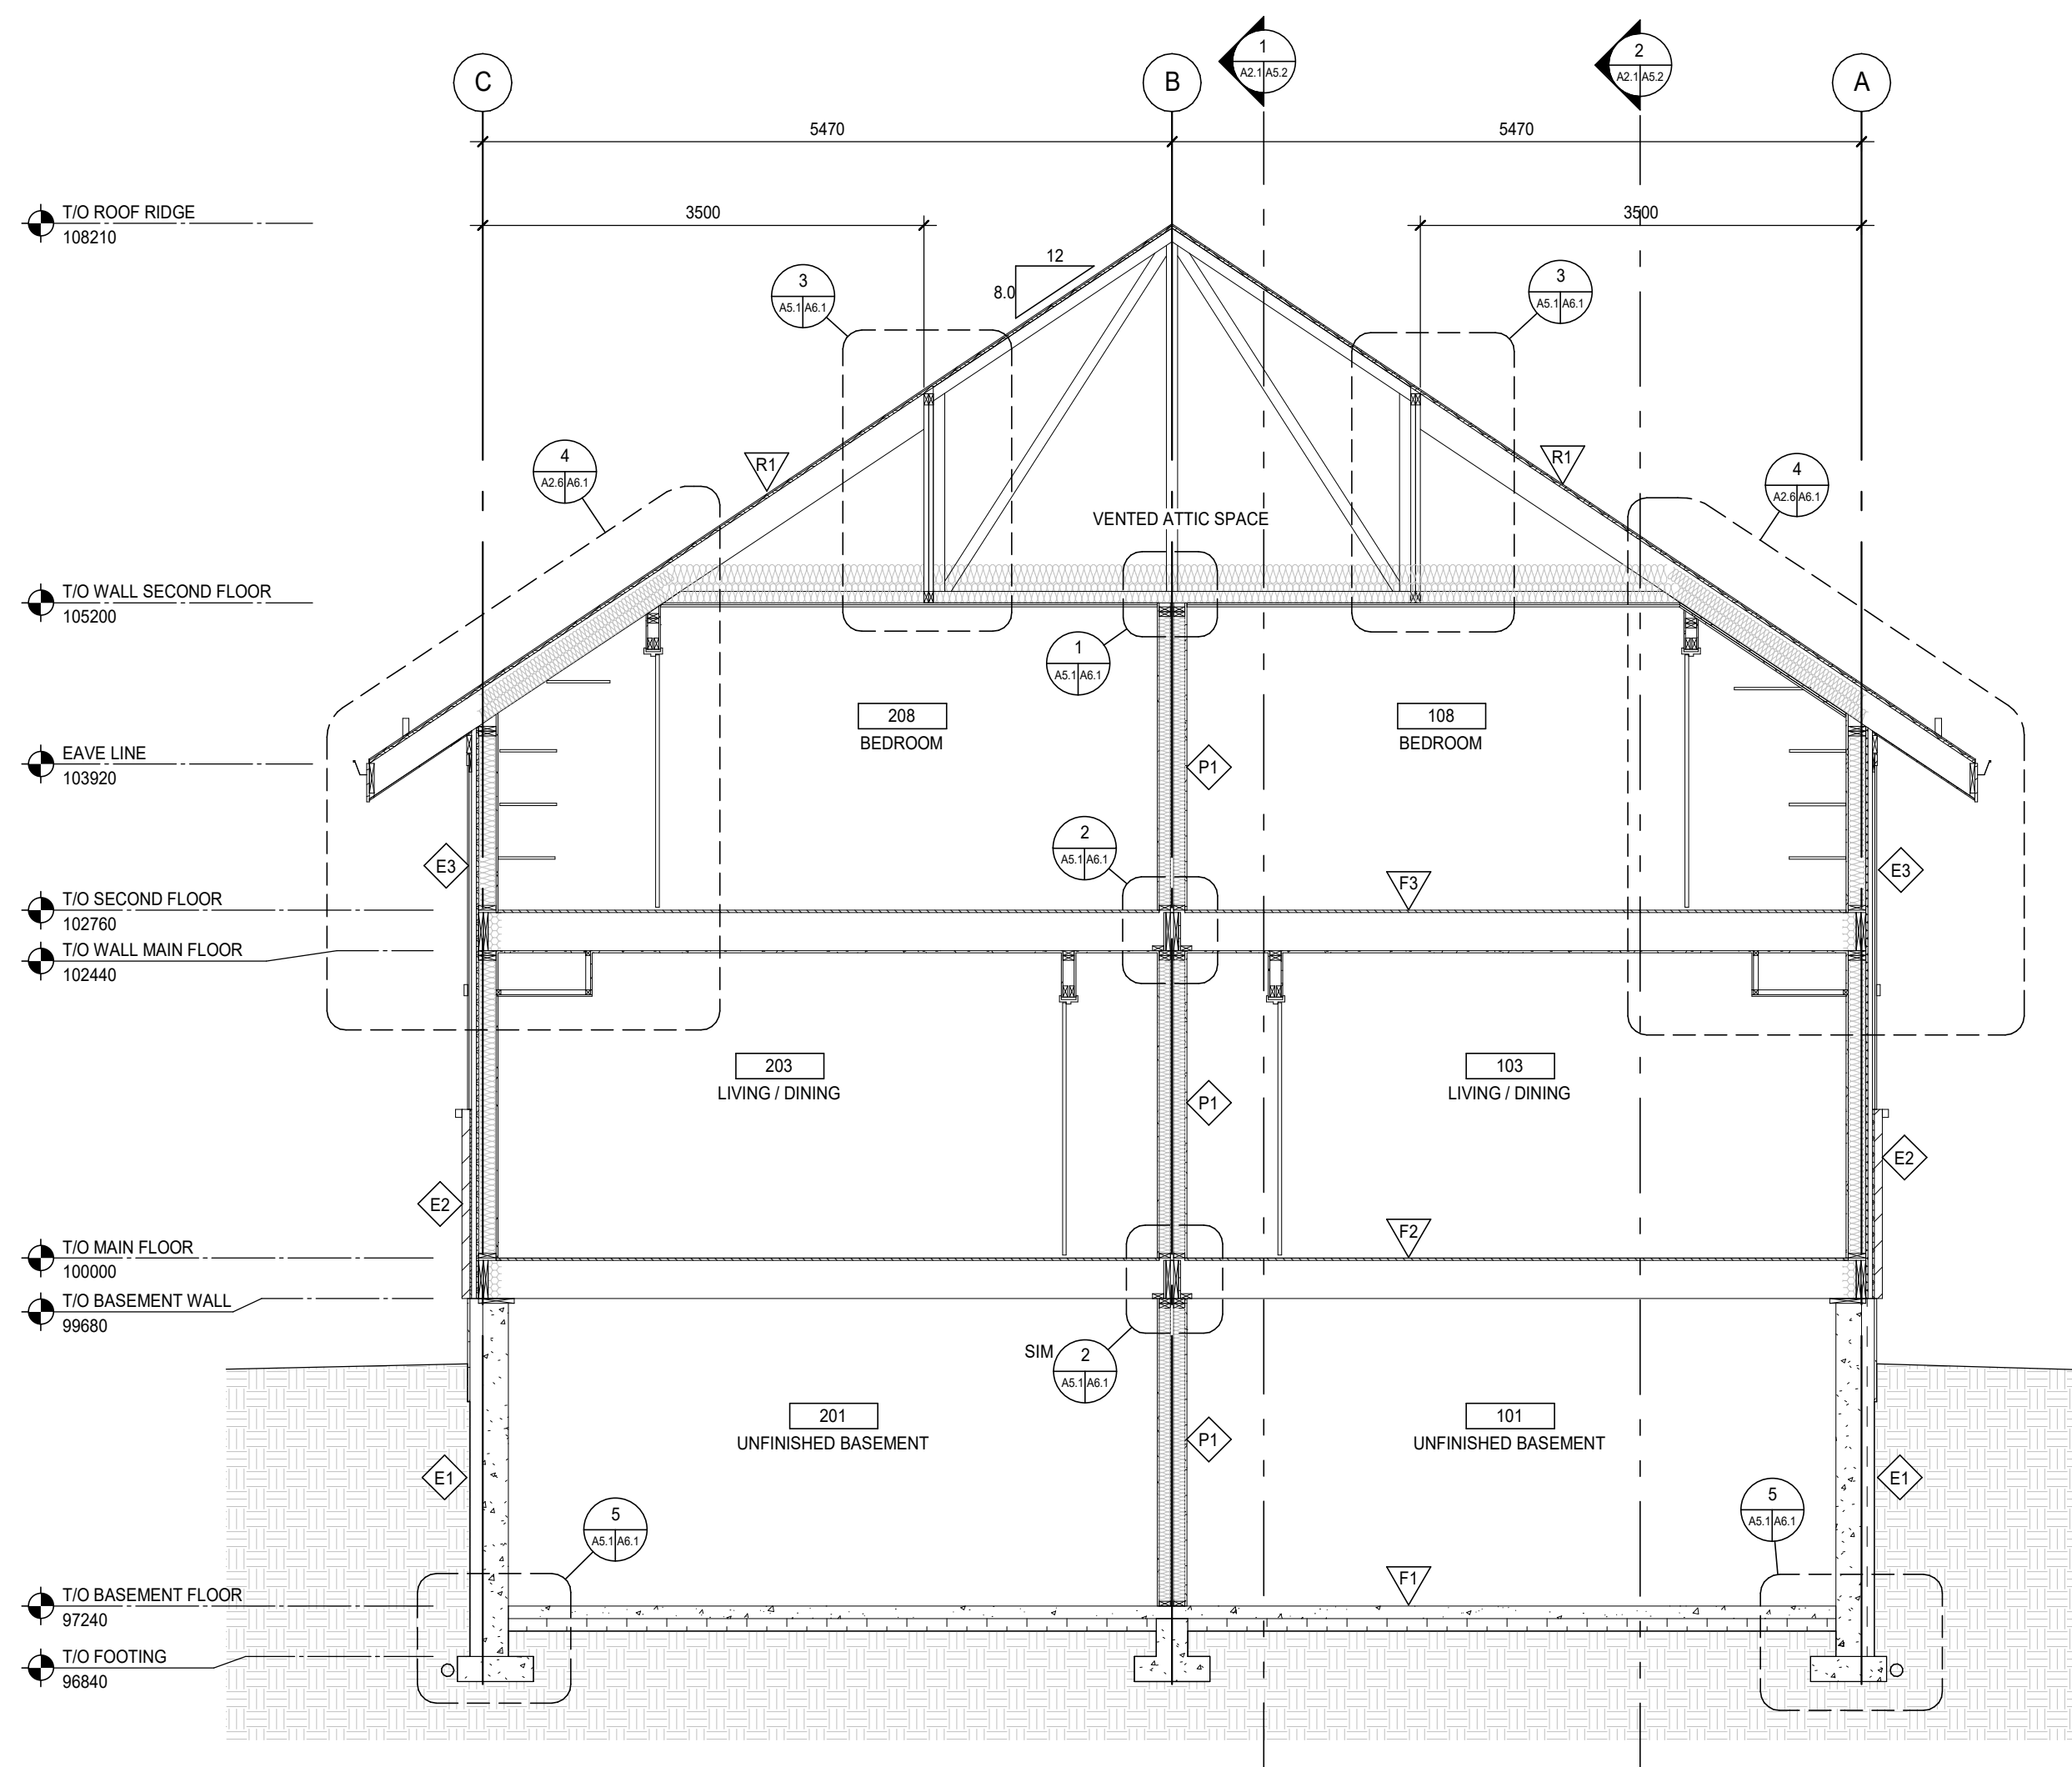 1
A2.1 A5.2
2
A2.1 A5.2
C
B
A
5470
5470
T/O ROOF RIDGE
108210
3500
3500
12
8.0
3
A5.1 A6.1
3
A5.1 A6.1
4
A2.6 A6.1
R1
R1
4
A2.6 A6.1
VENTED ATTIC SPACE
T/O WALL SECOND FLOOR
105200
1
A5.1 A6.1
208
BEDROOM
108
BEDROOM
EAVE LINE
103920
P1
2
A5.1 A6.1
E3
E3
F3
T/O SECOND FLOOR
102760
T/O WALL MAIN FLOOR
102440
203
LIVING / DINING
103
LIVING / DINING
P1
E2
E2
F2
T/O MAIN FLOOR
100000
T/O BASEMENT WALL
99680
SIM
2
A5.1 A6.1
201
UNFINISHED BASEMENT
101
UNFINISHED BASEMENT
P1
E1
E1
5
A5.1 A6.1
5
A5.1 A6.1
F1
T/O BASEMENT FLOOR
97240
T/O FOOTING
96840